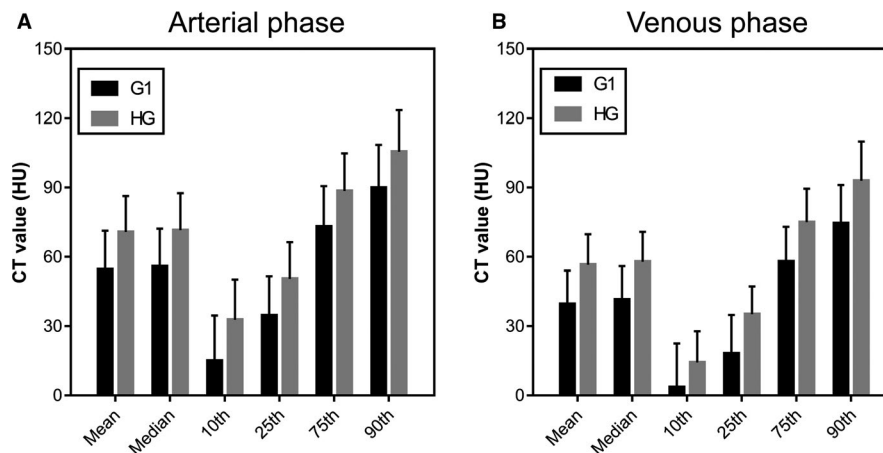 A
Arterial phase
CT value (HU)
150
120
90
60
30
0
G1
HG
Mean
Median
10th
25th
75th
90th
B
Venous phase
CT value (HU)
150
120
90
60
30
0
G1
HG
Mean
Median
10th
25th
75th
90th